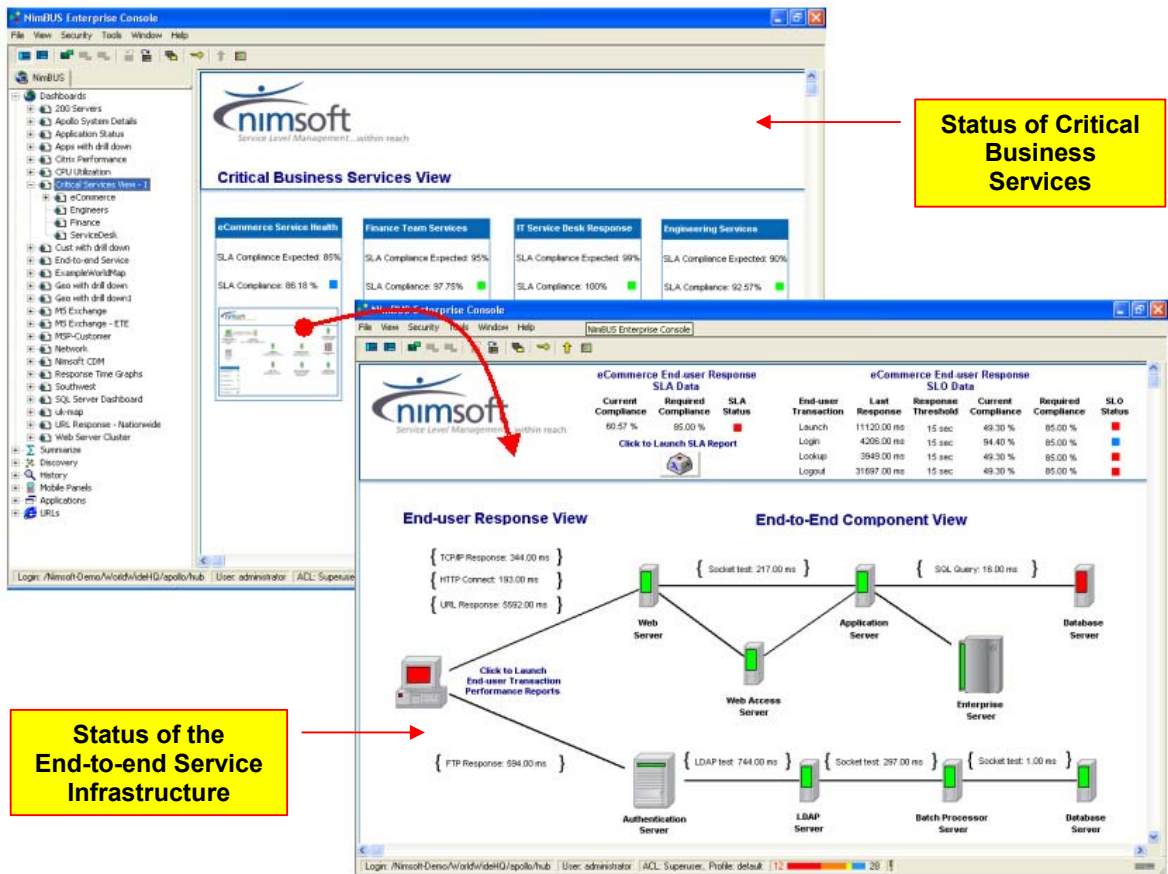 NimBUS Enterprise Console
File View Security Tools Window Help
NimBUS
Dashboards
200 Servers
Apollo System Details
Application Status
Apps with drill down
Citrix Performance
CPU Utilization
Critical Services View - 1
eCommerce
Engineers
Finance
ServiceDesk
Cust with drill down
End-to-end Service
ExampleWorldMap
Geo with drill down
Geo with drill down1
MS Exchange
MS Exchange - ETE
MSP-Customer
Network
Nimsoft CDM
Response Time Graphs
Southwest
SQL Server Dashboard
uk-map
URL Response - Nationwide
Web Server Cluster
Summarize
Discovery
History
Mobile Panels
Applications
URLs
nimsoft
Service Level Management...within reach
Critical Business Services View
eCommerce Service Health
SLA Compliance Expected: 85%
SLA Compliance: 86.18 %
Finance Team Services
SLA Compliance Expected: 95%
SLA Compliance: 97.75%
IT Service Desk Response
SLA Compliance Expected: 99%
SLA Compliance: 100%
Engineering Services
SLA Compliance Expected: 90%
SLA Compliance: 92.57%
Login: /Nimsoft-Demo/WorldWideHQ/apollo/hub User: administrator ACL: Superuse
Status of Critical
Business
Services
NimBUS Enterprise Console
File View Security Tools Window Help
NimBUS Enterprise Console
nimsoft
Service Level Management...within reach
eCommerce End-user Response
SLA Data
Current Compliance Required Compliance SLA Status
60.57 % 85.00 %
Click to Launch SLA Report
eCommerce End-user Response
SLO Data
End-user Transaction Last Response Response Threshold Current Compliance Required Compliance SLO Status
Launch 11120.00 ms 15 sec 49.30 % 85.00 %
Login 4206.00 ms 15 sec 94.40 % 85.00 %
Lookup 3949.00 ms 15 sec 49.30 % 85.00 %
Logout 31697.00 ms 15 sec 49.30 % 85.00 %
End-user Response View
End-to-End Component View
{ TCP/IP Response: 344.00 ms }
{ HTTP Connect: 193.00 ms }
{ URL Response: 5592.00 ms }
{ Socket test: 217.00 ms }
{ SQL Query: 16.00 ms }
Web
Server
Application
Server
Database
Server
Click to Launch
End-user Transaction
Performance Reports
Web Access
Server
Enterprise
Server
{ FTP Response: 594.00 ms }
{ LDAP test: 744.00 ms }
{ Socket test: 297.00 ms }
{ Socket test: 1.00 ms }
Authentication
Server
LDAP
Server
Batch Processor
Server
Database
Server
Login: /Nimsoft-Demo/WorldWideHQ/apollo/hub User: administrator ACL: Superuser, Profile: default 12 28
Status of the
End-to-end Service
Infrastructure